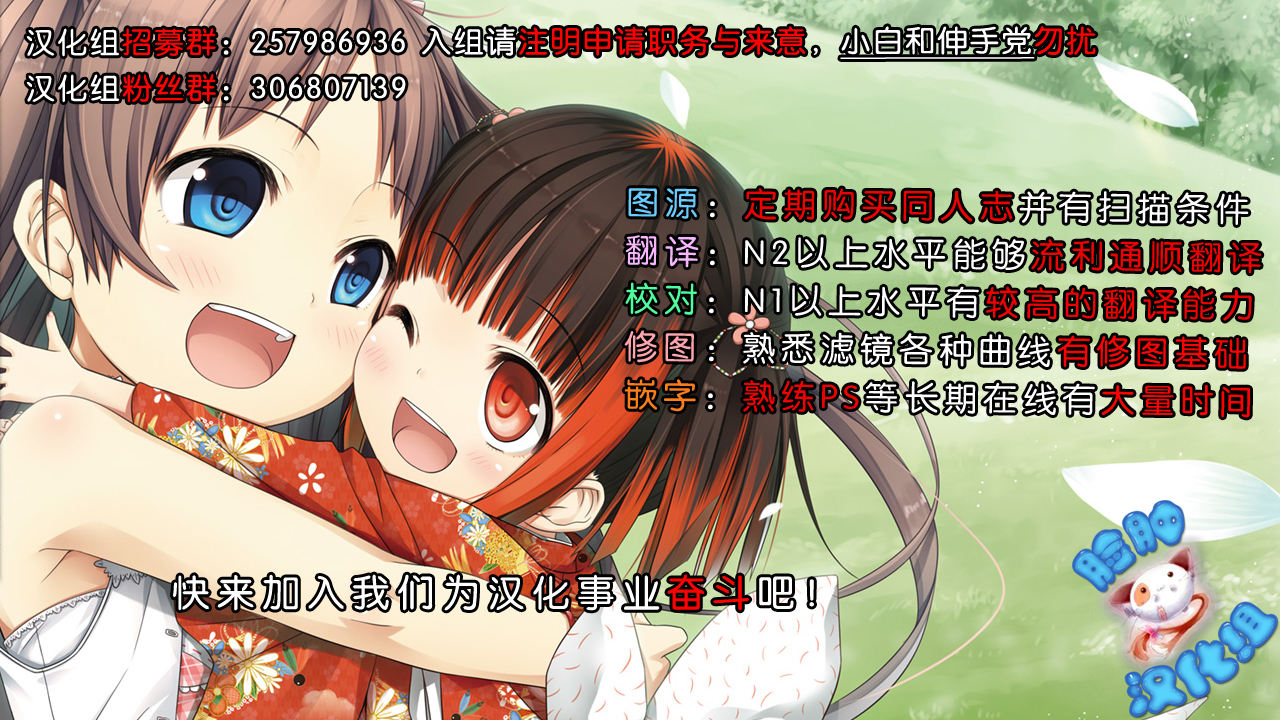 汉化组招募群：257986936 入组请注明申请职务与来意，小白和伸手党勿扰
汉化组粉丝群：306807139
图源：定期购买同人志并有扫描条件
翻译：N2以上水平能够流利通顺翻译
校对：N1以上水平有较高的翻译能力
修图：熟悉滤镜各种曲线有修图基础
嵌字：熟练PS等长期在线有大量时间
快来加入我们为汉化事业奋斗吧！
脸肿
汉化组